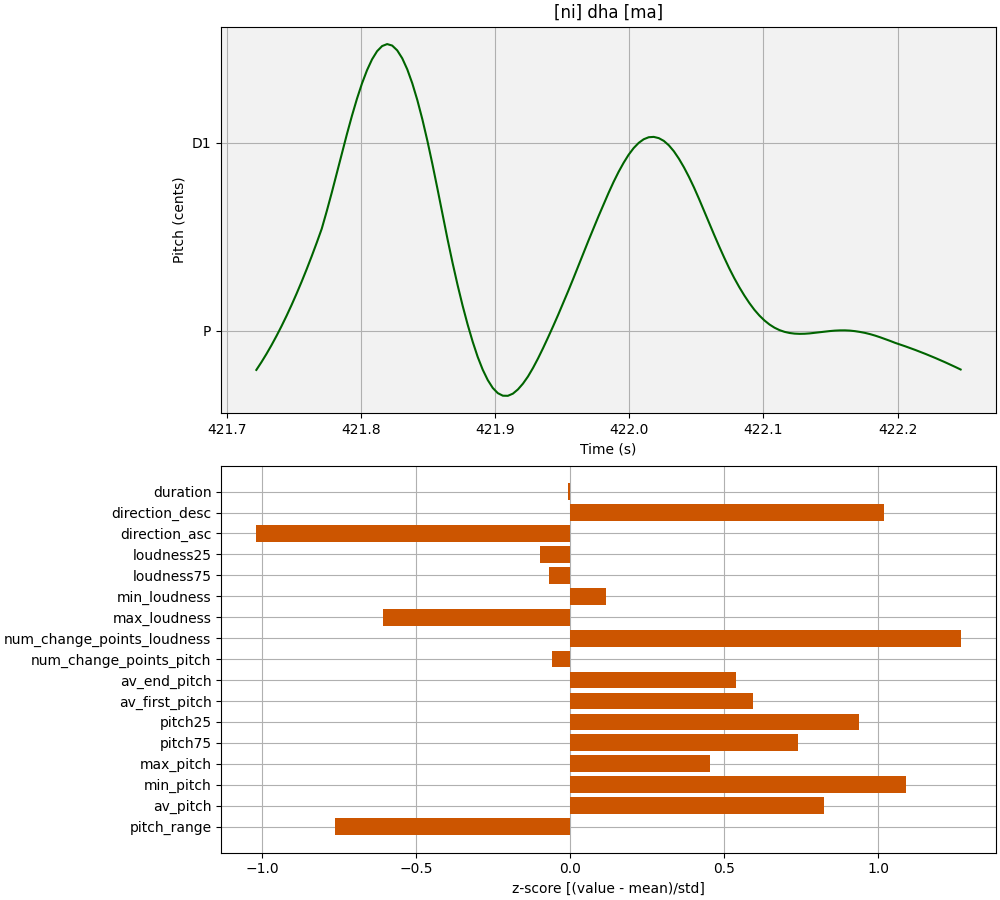 [ni] dha [ma]
D1
P
Pitch (cents)
421.7 421.8 421.9 422.0 422.1 422.2
Time (s)
duration
direction_desc
direction_asc
loudness25
loudness75
min_loudness
max_loudness
num_change_points_loudness
num_change_points_pitch
av_end_pitch
av_first_pitch
pitch25
pitch75
max_pitch
min_pitch
av_pitch
pitch_range
−1.0 −0.5 0.0 0.5 1.0
z-score [(value - mean)/std]